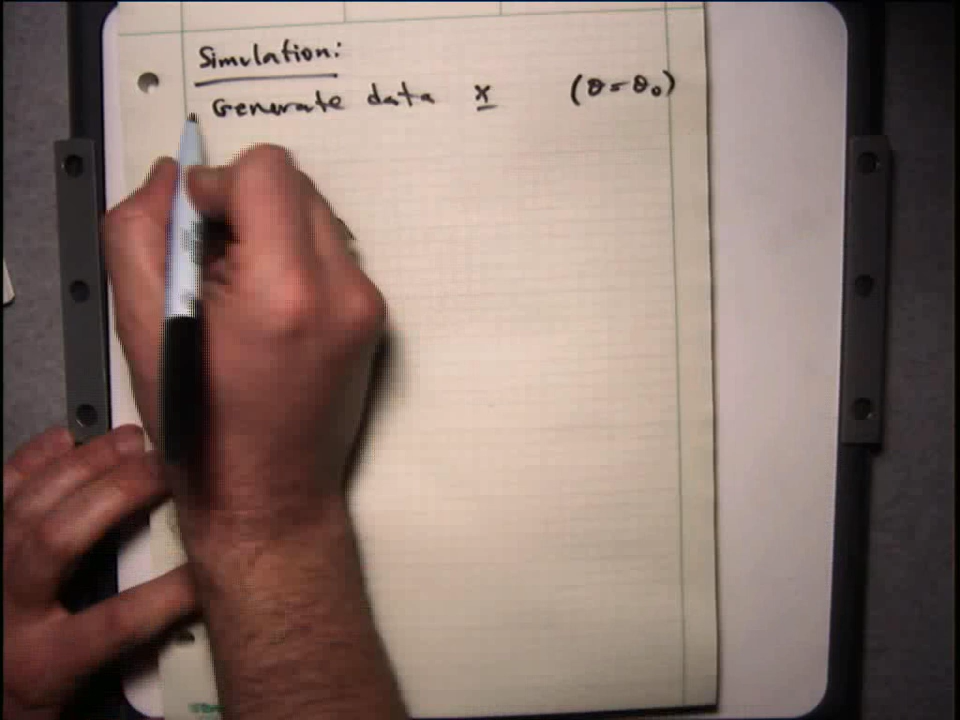 Simulation:
Generate data x (θ = θ₀)